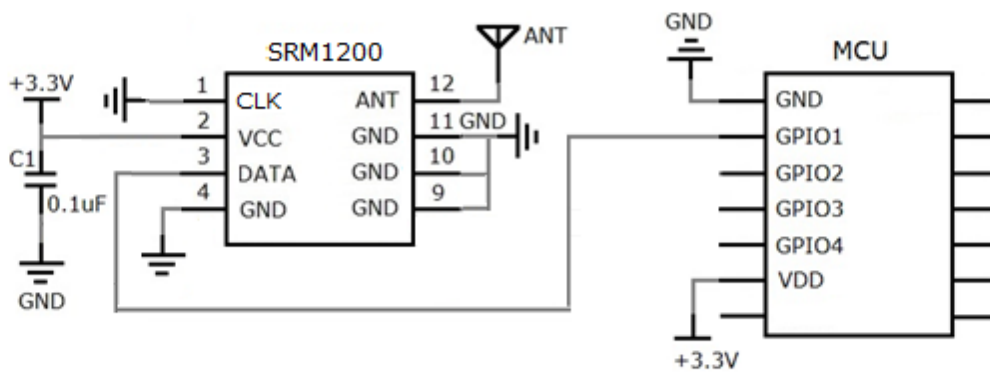 GND
ANT
SRM1200
MCU
+3.3V
1
CLK
ANT
12
GND
2
VCC
GND
11
GND
GPIO1
C1
3
DATA
GND
10
GPIO2
0.1uF
4
GND
GND
9
GPIO3
GPIO4
VDD
GND
+3.3V